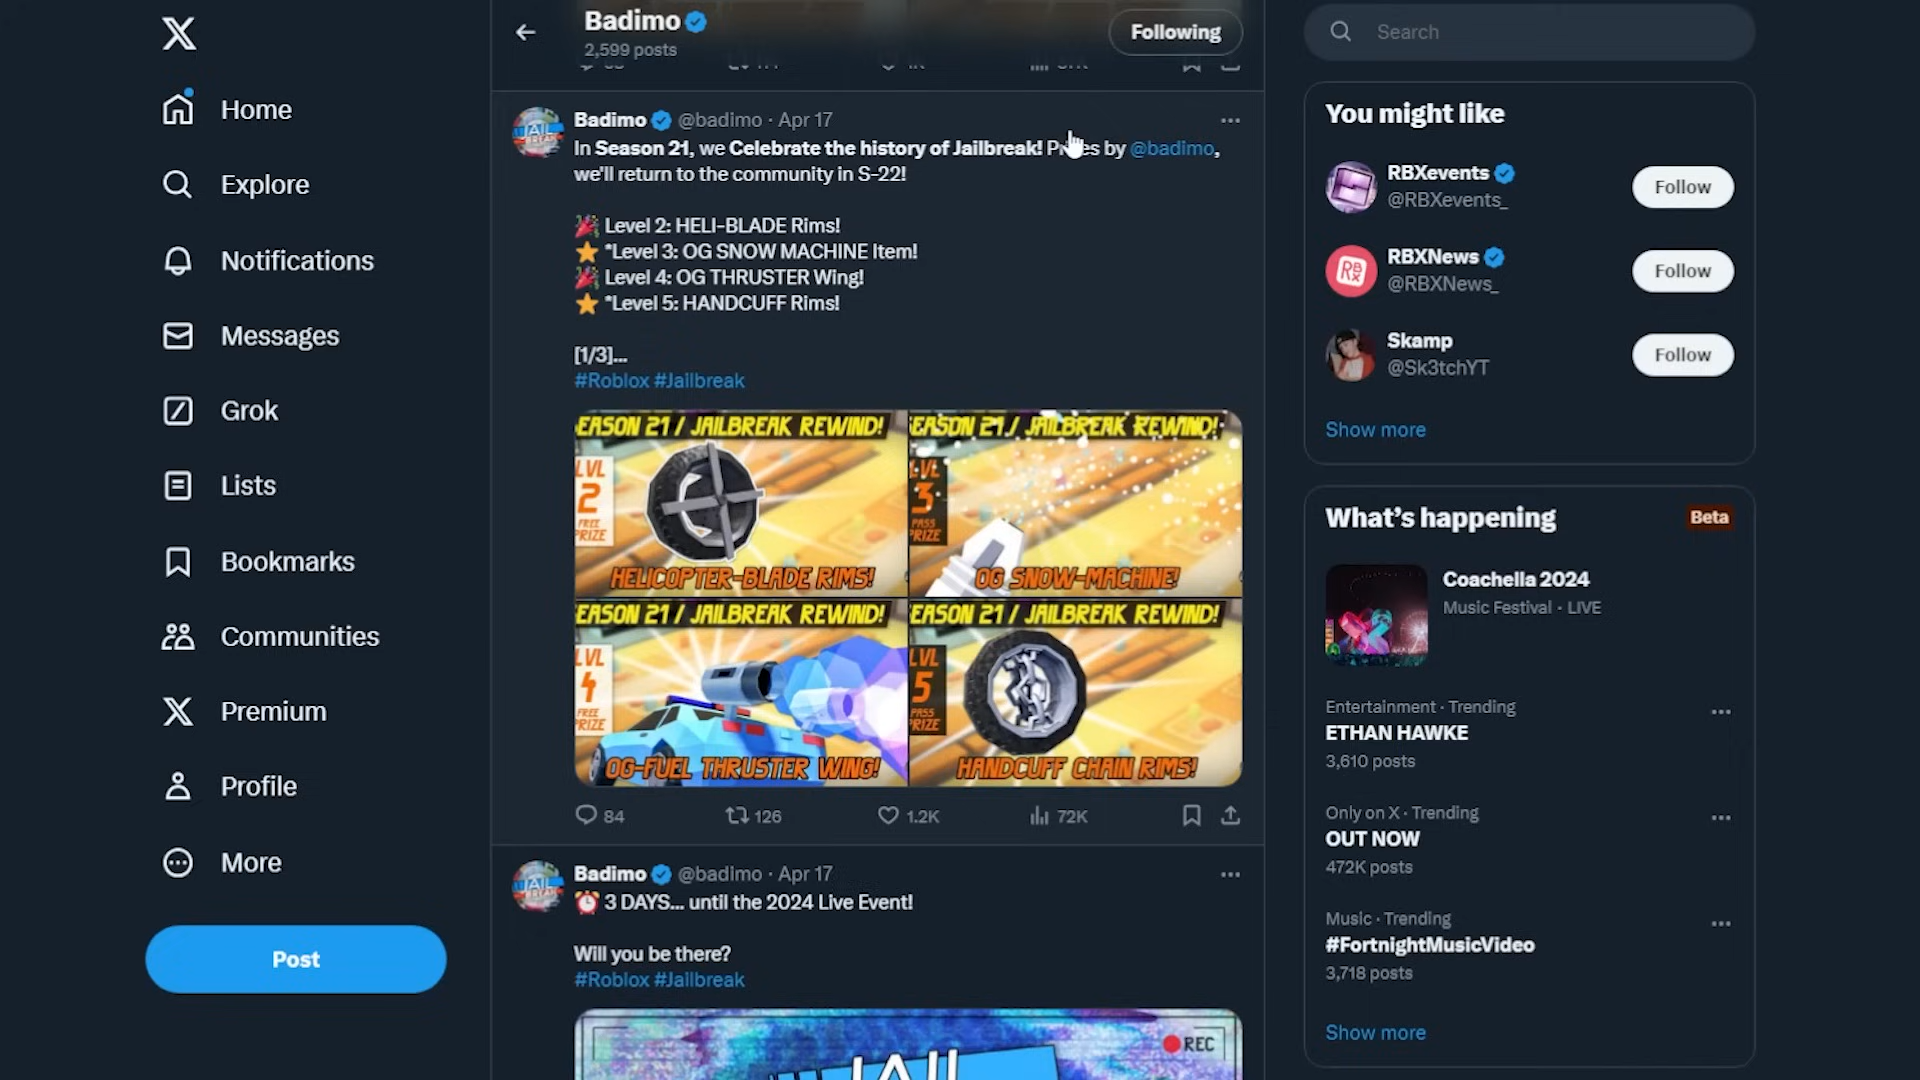 Home
Explore
Notifications
Messages
Grok
Lists
Bookmarks
Communities
Premium
Profile
More
Post
Badimo
2,599 posts
Following
Badimo @badimo · Apr 17
In Season 21, we Celebrate the history of Jailbreak! by @badimo,
we'll return to the community in S-22!
Level 2: HELI-BLADE Rims!
*Level 3: OG SNOW MACHINE Item!
Level 4: OG THRUSTER Wing!
*Level 5: HANDCUFF Rims!
[1/3]...
#Roblox #Jailbreak
EASON 21 / JAILBREAK REWIND!
LVL
2
FREE
PRIZE
HELICOPTER-BLADE RIMS!
EASON 21 / JAILBREAK REWIND!
LVL
3
PASS
PRIZE
OG SNOW-MACHINE!
EASON 21 / JAILBREAK REWIND!
LVL
4
FREE
PRIZE
OG-FUEL THRUSTER WING!
EASON 21 / JAILBREAK REWIND!
LVL
5
PASS
PRIZE
HANDCUFF CHAIN RIMS!
84 126 1.2K 72K
Badimo @badimo · Apr 17
3 DAYS... until the 2024 Live Event!
Will you be there?
#Roblox #Jailbreak
REC
JAIL
Search
You might like
RBXevents
@RBXevents_
Follow
RBXNews
@RBXNews_
Follow
Skamp
@Sk3tchYT
Follow
Show more
What's happening
Beta
Coachella 2024
Music Festival · LIVE
Entertainment · Trending
ETHAN HAWKE
3,610 posts
Only on X · Trending
OUT NOW
472K posts
Music · Trending
#FortnightMusicVideo
3,718 posts
Show more